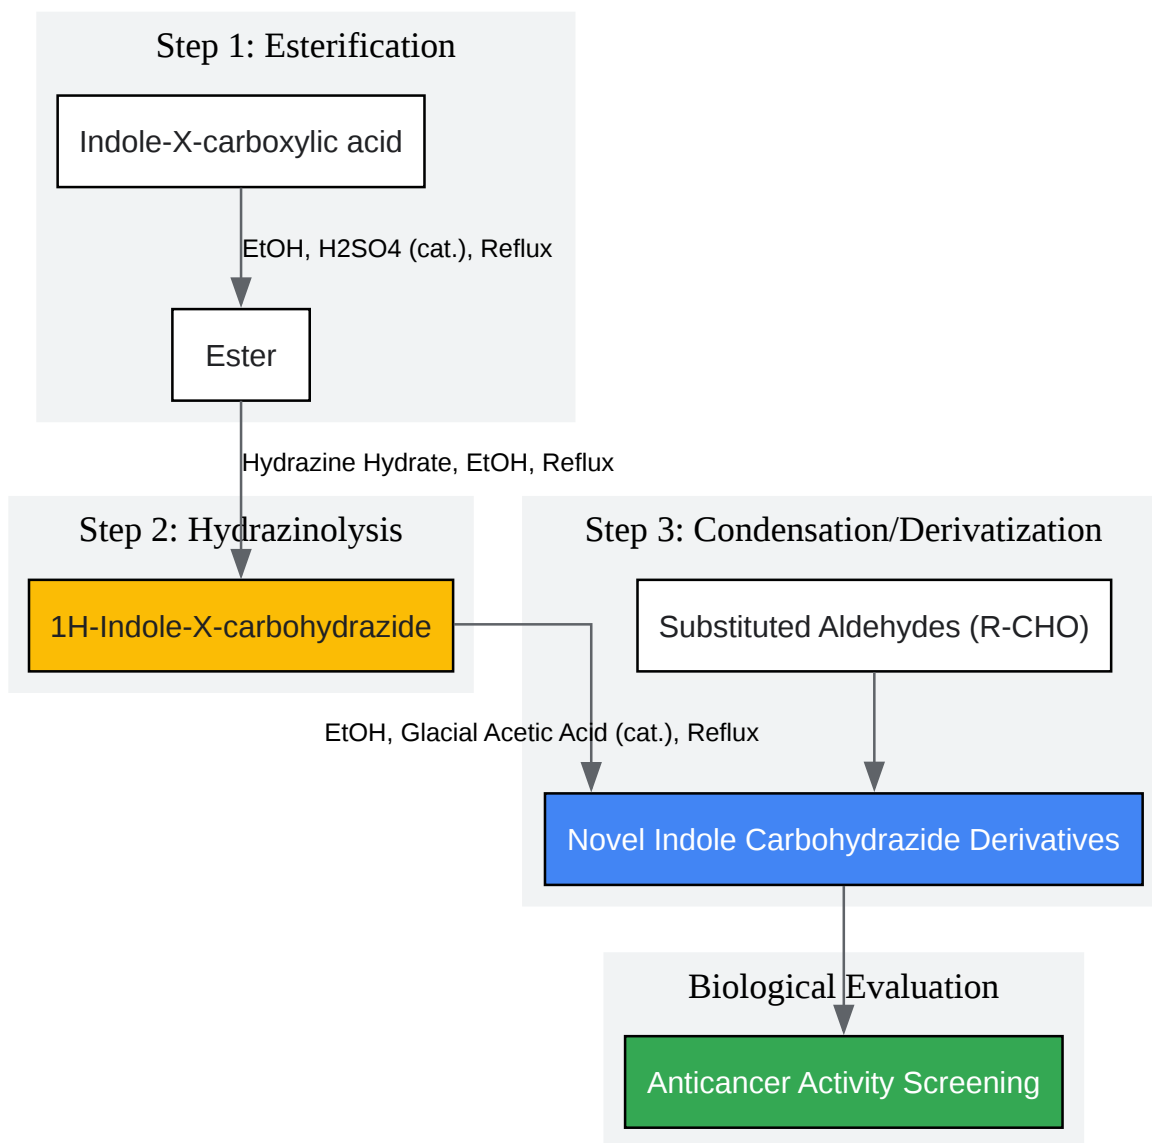 Step 1: Esterification
Indole-X-carboxylic acid
EtOH, H2SO4 (cat.), Reflux
Ester
Hydrazine Hydrate, EtOH, Reflux
Step 2: Hydrazinolysis
1H-Indole-X-carbohydrazide
Step 3: Condensation/Derivatization
Substituted Aldehydes (R-CHO)
EtOH, Glacial Acetic Acid (cat.), Reflux
Novel Indole Carbohydrazide Derivatives
Biological Evaluation
Anticancer Activity Screening